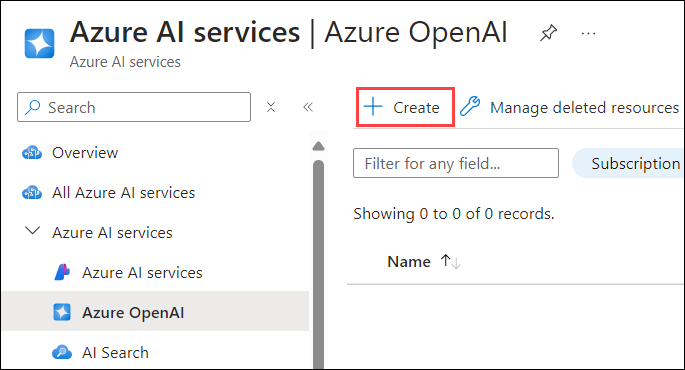 Azure AI services | Azure OpenAI
Azure AI services
Search
Create
Manage deleted resources
Overview
All Azure AI services
Azure AI services
Azure AI services
Azure OpenAI
AI Search
Filter for any field...
Subscription
Showing 0 to 0 of 0 records.
Name